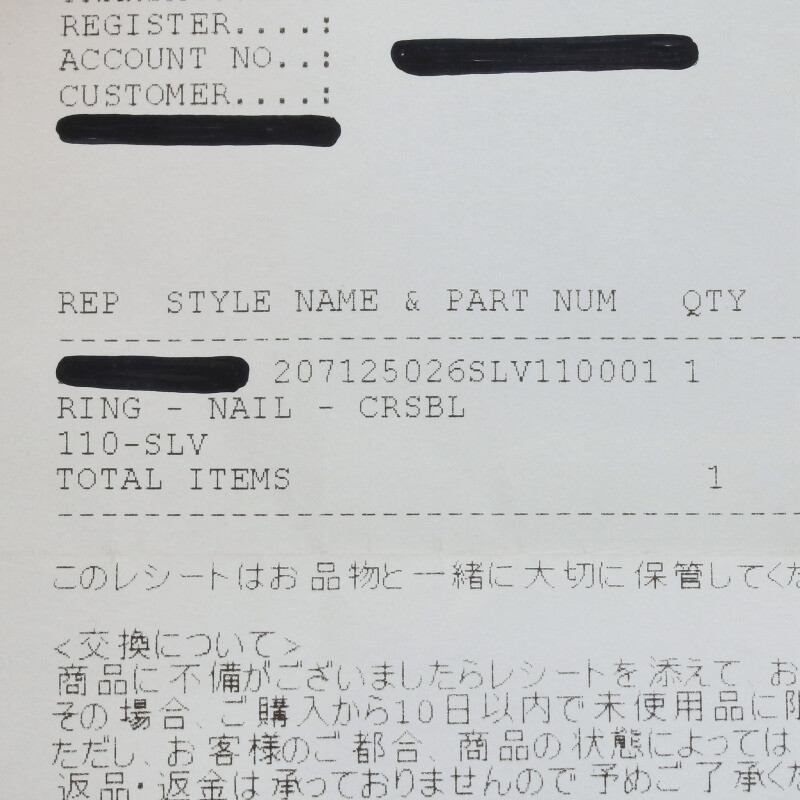 REGISTER....:
ACCOUNT NO..:
CUSTOMER....:
REP STYLE NAME & PART NUM QTY
207125026SLV110001 1
RING - NAIL - CRSBL
110-SLV
TOTAL ITEMS 1
このレシートはお品物と一緒に大切に保管してくだ
<交換について>
商品に不備がございましたらレシートを添えて お
その場合、ご購入から10日以内で未使用品に限
ただし、お客様のご都合、商品の状態によっては
返品・返金は承っておりませんので予めご了承くだ